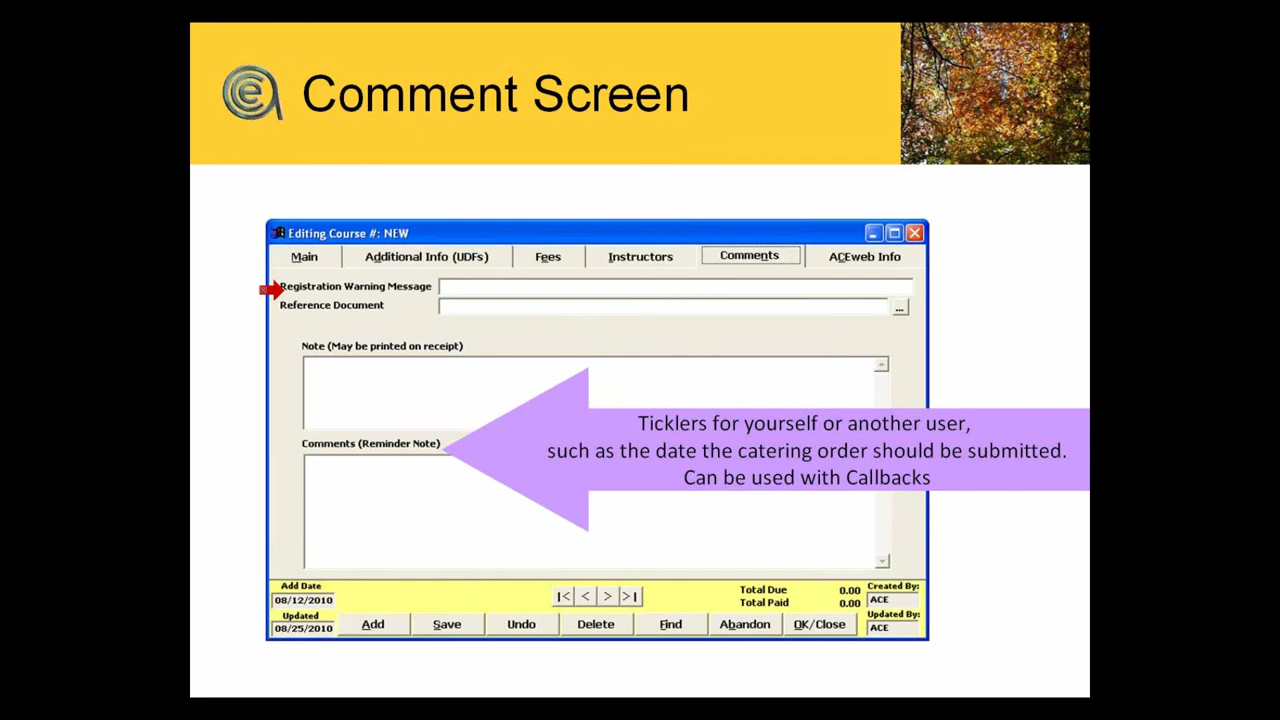 Comment Screen
Editing Course #: NEW
Main
Additional Info (UDFs)
Fees
Instructors
Comments
ACEweb Info
Registration Warning Message
Reference Document
...
Note (May be printed on receipt)
Ticklers for yourself or another user,
such as the date the catering order should be submitted.
Can be used with Callbacks
Comments (Reminder Note)
Add Date
08/12/2010
Updated
08/25/2010
|< < > >|
Total Due 0.00
Total Paid 0.00
Created By:
ACE
Updated By:
ACE
Add
Save
Undo
Delete
Find
Abandon
OK/Close